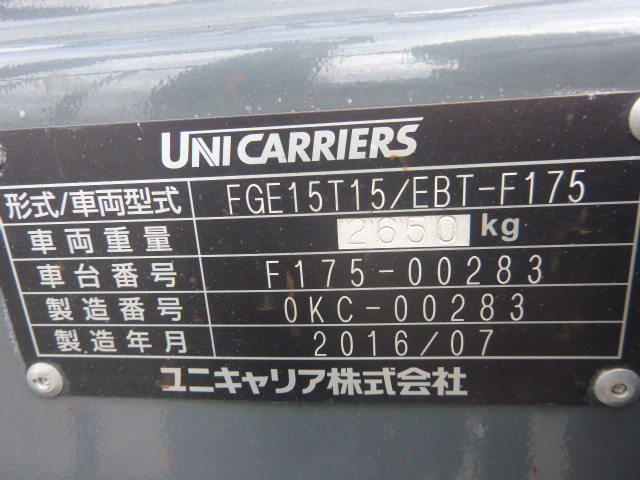 UNICARRIERS
形式/車両型式 FGE15T15/EBT-F175
車両重量 2650 kg
車台番号 F175-00283
製造番号 0KC-00283
製造年月 2016/07
ユニキャリア株式会社